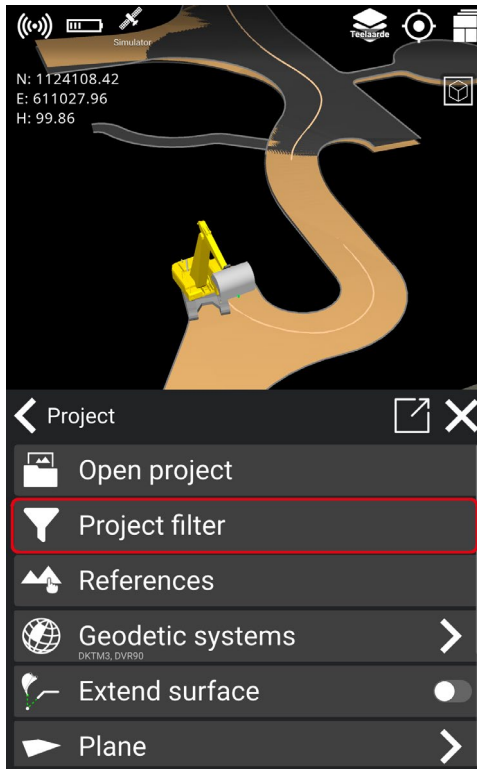 Simulator
Teelaarde
N: 1124108.42
E: 611027.96
H: 99.86
Project
Open project
Project filter
References
Geodetic systems
DKTM3, DVR90
Extend surface
Plane